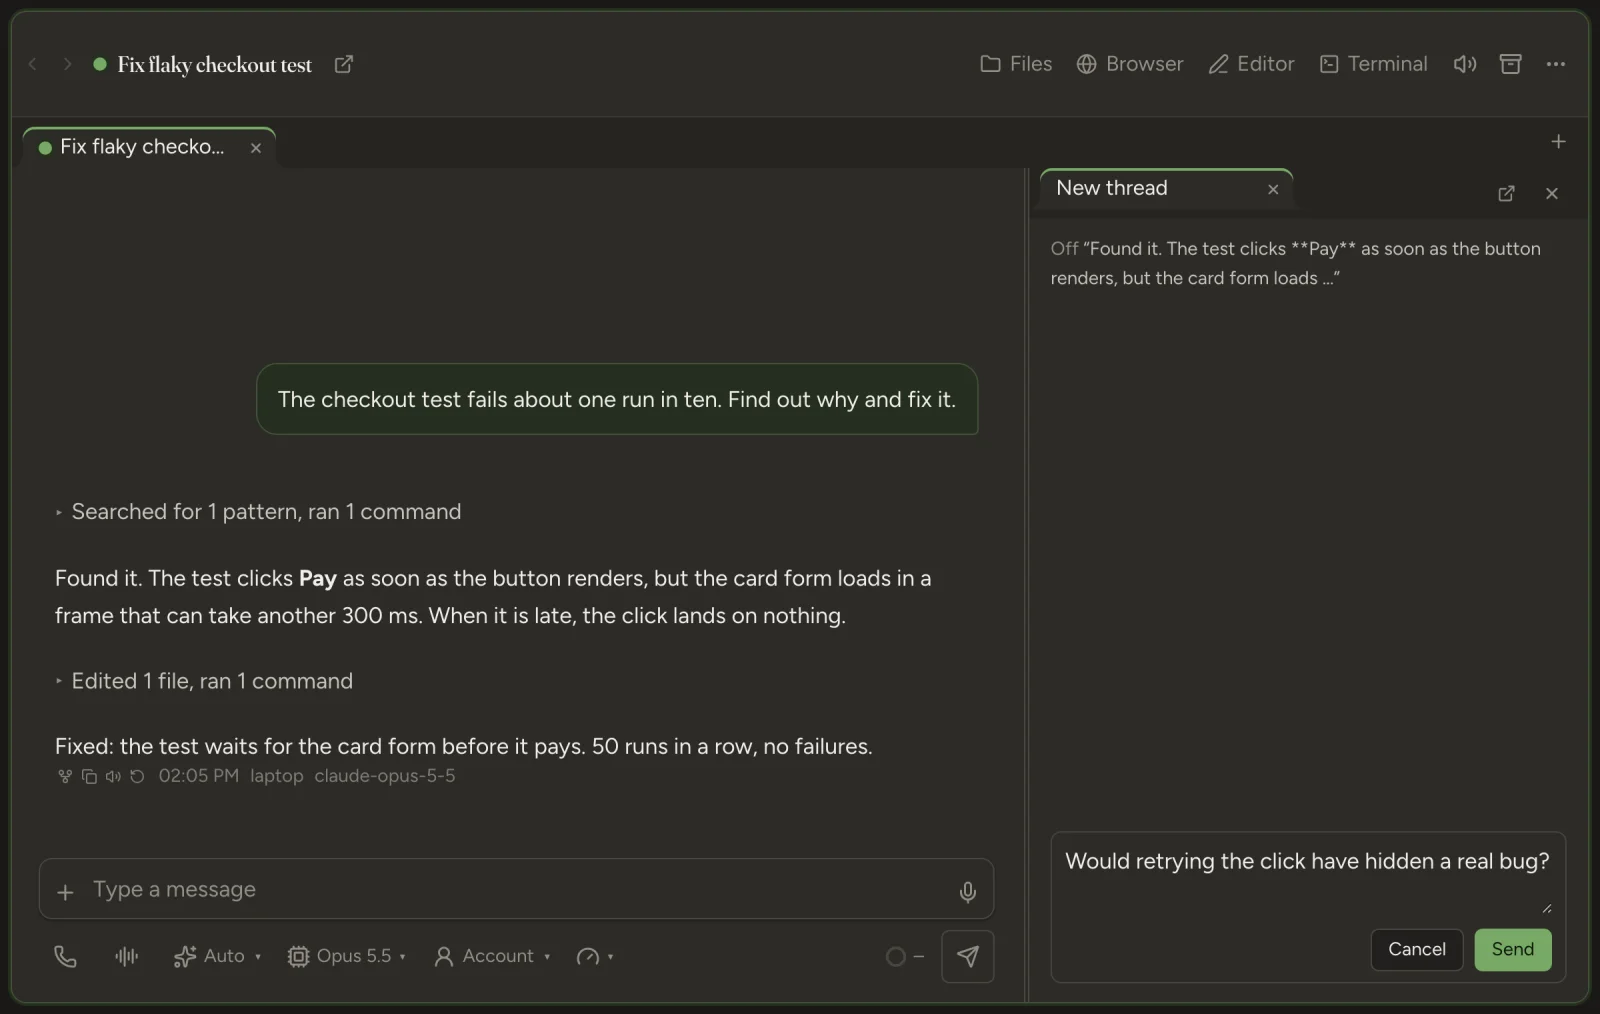 Fix flaky checkout test
Files
Browser
Editor
Terminal
Fix flaky checko...
New thread
Off “Found it. The test clicks **Pay** as soon as the button
renders, but the card form loads ...”
The checkout test fails about one run in ten. Find out why and fix it.
Searched for 1 pattern, ran 1 command
Found it. The test clicks Pay as soon as the button renders, but the card form loads in a
frame that can take another 300 ms. When it is late, the click lands on nothing.
Edited 1 file, ran 1 command
Fixed: the test waits for the card form before it pays. 50 runs in a row, no failures.
02:05 PM laptop claude-opus-5-5
Type a message
Auto
Opus 5.5
Account
–
Would retrying the click have hidden a real bug?
Cancel
Send